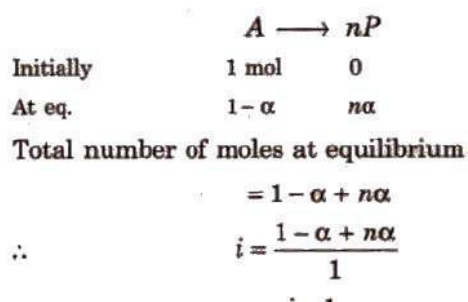 A ⟶ nP
Initially 1 mol 0
At eq. 1 – α nα
Total number of moles at equilibrium
= 1 – α + nα
∴ i = (1 – α + nα) / 1